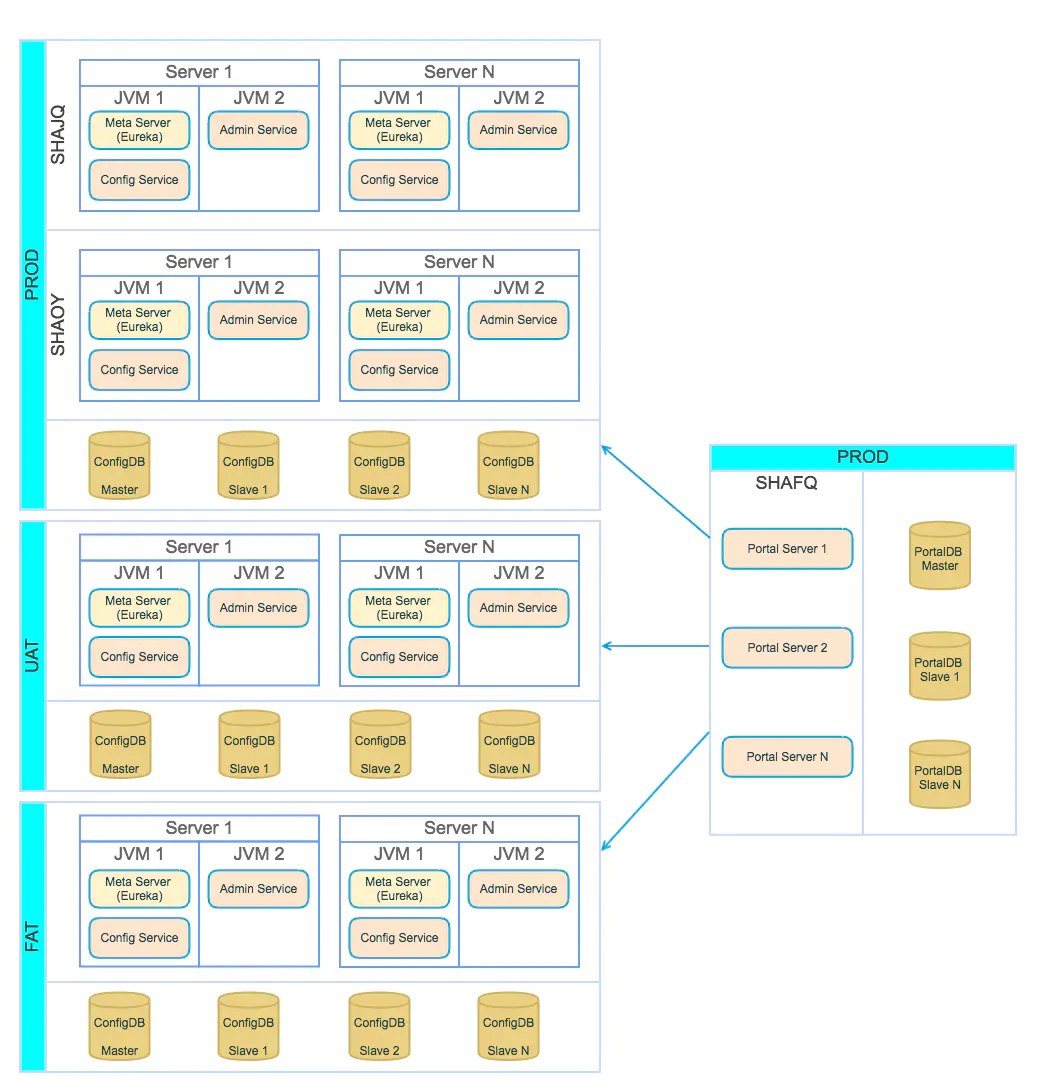 PROD
SHAJQ
Server 1
JVM 1
JVM 2
Meta Server
(Eureka)
Admin Service
Config Service
Server N
JVM 1
JVM 2
Meta Server
(Eureka)
Admin Service
Config Service
SHAOY
Server 1
JVM 1
JVM 2
Meta Server
(Eureka)
Admin Service
Config Service
Server N
JVM 1
JVM 2
Meta Server
(Eureka)
Admin Service
Config Service
ConfigDB
Master
ConfigDB
Slave 1
ConfigDB
Slave 2
ConfigDB
Slave N
UAT
Server 1
JVM 1
JVM 2
Meta Server
(Eureka)
Admin Service
Config Service
Server N
JVM 1
JVM 2
Meta Server
(Eureka)
Admin Service
Config Service
ConfigDB
Master
ConfigDB
Slave 1
ConfigDB
Slave 2
ConfigDB
Slave N
FAT
Server 1
JVM 1
JVM 2
Meta Server
(Eureka)
Admin Service
Config Service
Server N
JVM 1
JVM 2
Meta Server
(Eureka)
Admin Service
Config Service
ConfigDB
Master
ConfigDB
Slave 1
ConfigDB
Slave 2
ConfigDB
Slave N
PROD
SHAFQ
Portal Server 1
Portal Server 2
Portal Server N
PortalDB
Master
PortalDB
Slave 1
PortalDB
Slave N